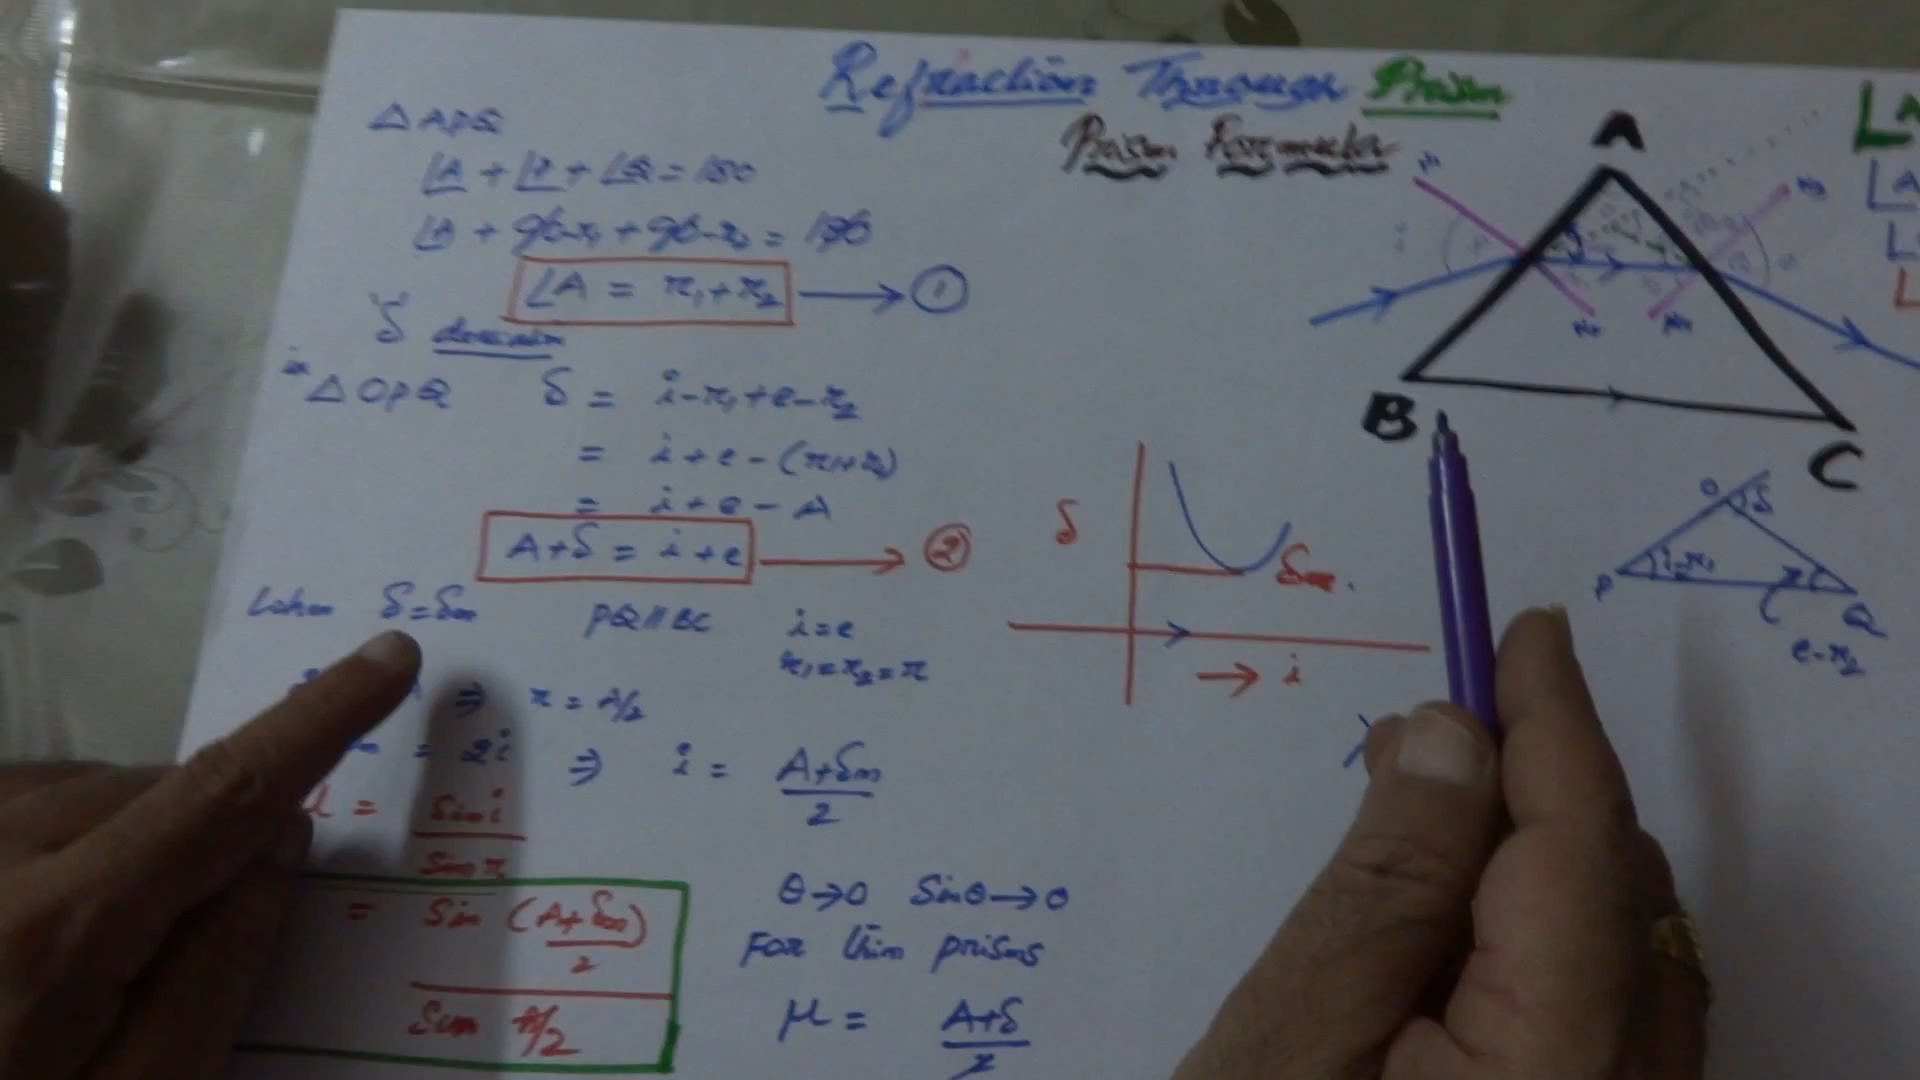 Refraction Through Prism
Prism Formula
△APQ
∠A + ∠P + ∠Q = 180
∠A + 90-r₁ + 90-r₂ = 180
∠A = r₁ + r₂ → ①
δ deviation
in △OPQ δ = i-r₁+e-r₂
= i+e-(r₁+r₂)
= i+e-A
A+δ = i+e → ②
When δ=δm PQ∥BC i=e
r₁=r₂=r
⇒ r = A/2
= 2i ⇒ i = A+δm/2
μ = sin i/sin r
= Sin (A+δm/2)/Sin A/2
θ→0 Sinθ→θ
For thin prisms
μ = A+δ/2
A
B
C
δ
δm.
→ i
O
δ
P
i-r₁
Q
e-r₂